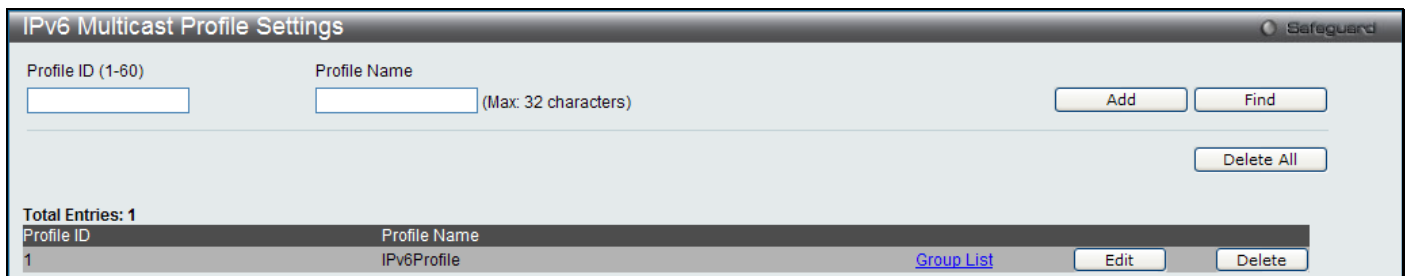 IPv6 Multicast Profile Settings
Safeguard
Profile ID (1-60) Profile Name
(Max: 32 characters) Add Find
Delete All
Total Entries: 1
Profile ID Profile Name
1 IPv6Profile Group List Edit Delete